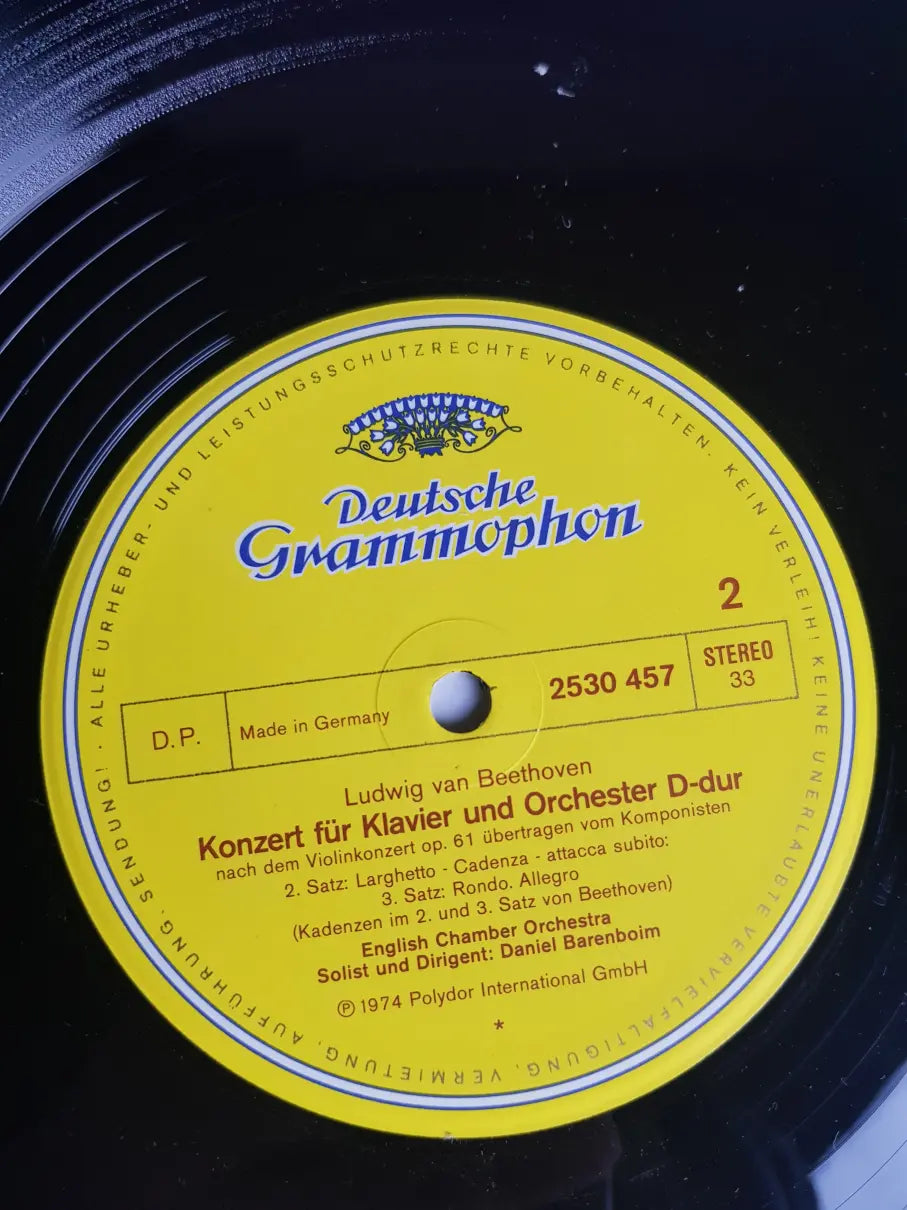 Deutsche
Grammophon
2
D.P.
Made in Germany
2530 457
STEREO
33
Ludwig van Beethoven
Konzert für Klavier und Orchester D-dur
nach dem Violinkonzert op. 61 übertragen vom Komponisten
2. Satz: Larghetto - Cadenza - attacca subito:
3. Satz: Rondo. Allegro
(Kadenzen im 2. und 3. Satz von Beethoven)
English Chamber Orchestra
Solist und Dirigent: Daniel Barenboim
℗ 1974 Polydor International GmbH
*
ALLE URHEBER- UND LEISTUNGSSCHUTZRECHTE VORBEHALTEN · KEIN VERLEIH! KEINE UNERLAUBTE VERVIELFÄLTIGUNG, VERMIETUNG, AUFFÜHRUNG, SENDUNG! ·